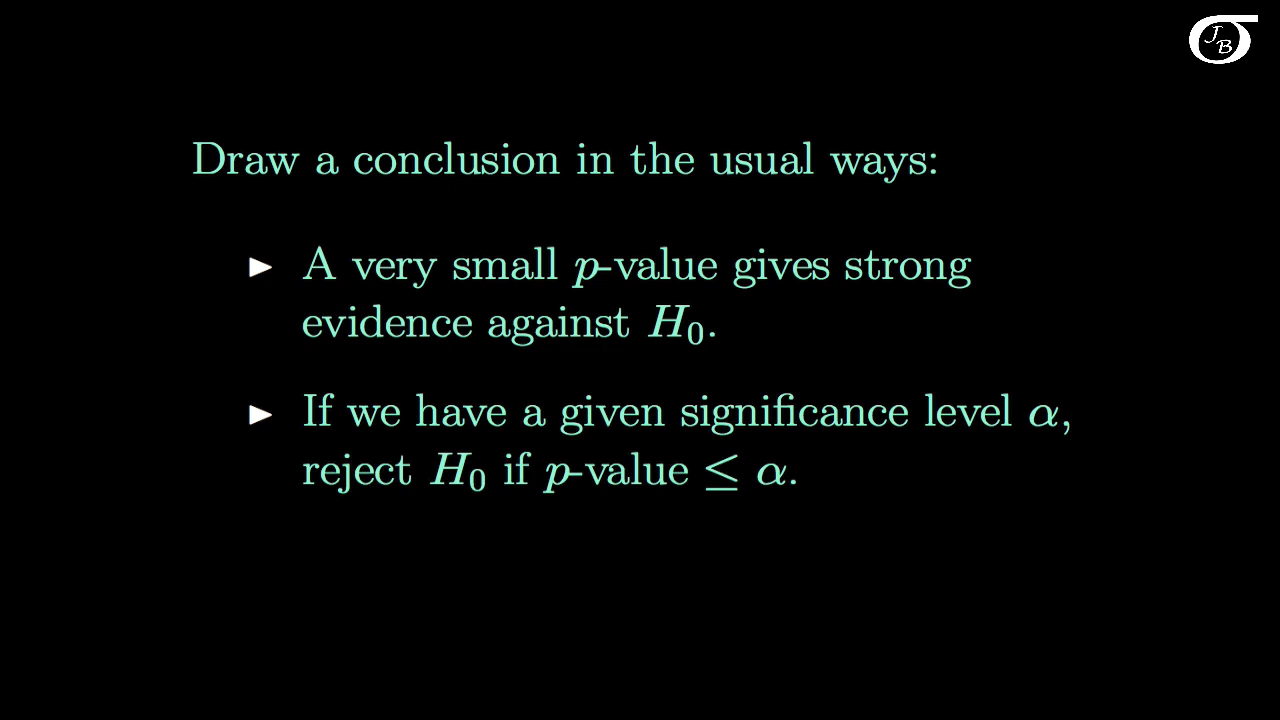 J
B
Draw a conclusion in the usual ways:
► A very small p-value gives strong
evidence against H₀.
► If we have a given significance level α,
reject H₀ if p-value ≤ α.